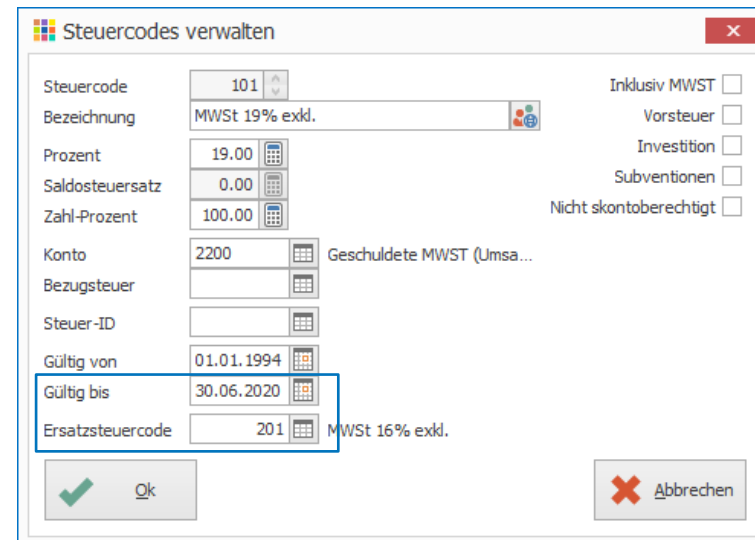 Steuercodes verwalten
Steuercode 101 Inklusiv MWST
Bezeichnung MWSt 19% exkl. Vorsteuer
Prozent 19.00 Investition
Saldosteuersatz 0.00 Subventionen
Zahl-Prozent 100.00 Nicht skontoberechtigt
Konto 2200 Geschuldete MWST (Umsa...
Bezugsteuer
Steuer-ID
Gültig von 01.01.1994
Gültig bis 30.06.2020
Ersatzsteuercode 201 MWSt 16% exkl.
Ok Abbrechen